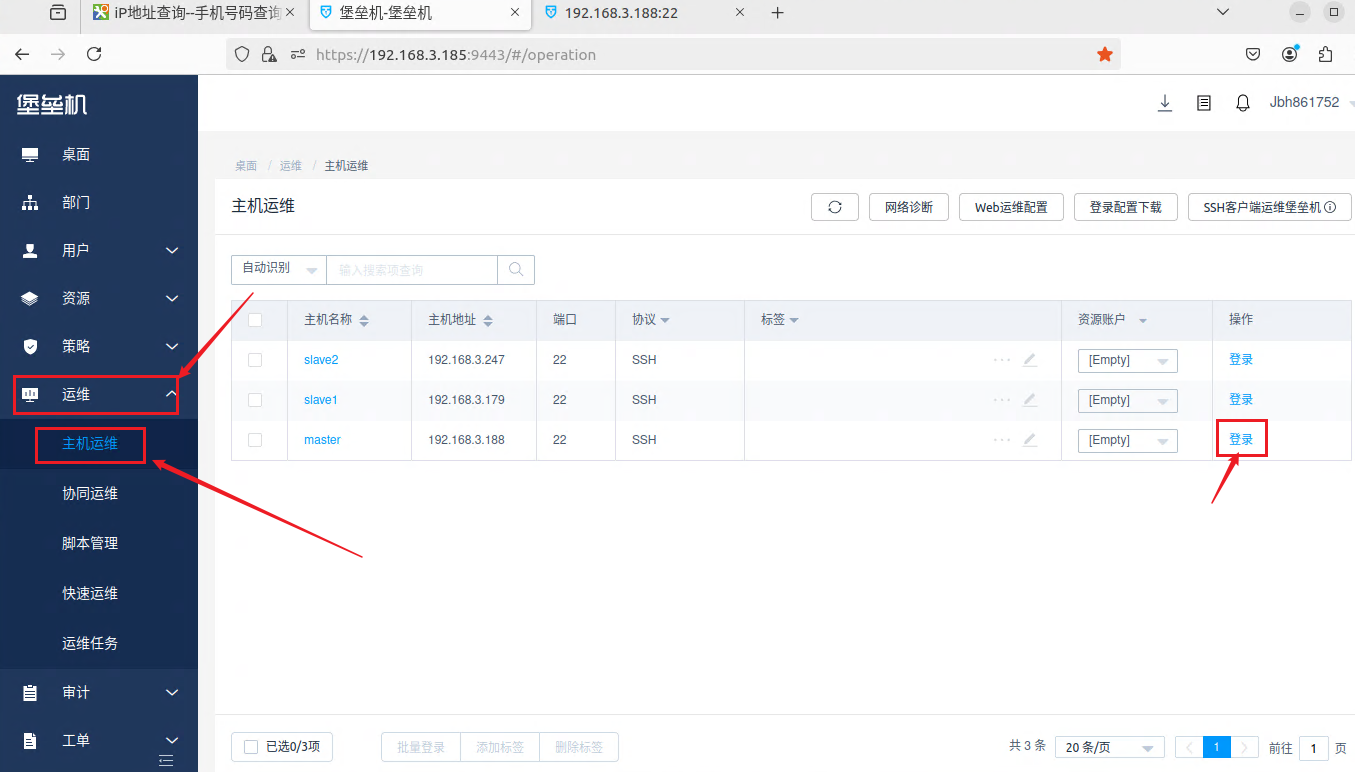 iP地址查询--手机号码查询
堡垒机-堡垒机
192.168.3.188:22
https://192.168.3.185:9443/#/operation
堡垒机
Jbh861752
桌面
部门
用户
资源
策略
运维
主机运维
协同运维
脚本管理
快速运维
运维任务
审计
工单
桌面 / 运维 / 主机运维
主机运维
网络诊断
Web运维配置
登录配置下载
SSH客户端运维堡垒机
自动识别
输入搜索项查询
主机名称 主机地址 端口 协议 标签 资源账户 操作
slave2 192.168.3.247 22 SSH ··· [Empty] 登录
slave1 192.168.3.179 22 SSH ··· [Empty] 登录
master 192.168.3.188 22 SSH ··· [Empty] 登录
已选0/3项
批量登录
添加标签
删除标签
共 3 条
20 条/页
1
前往 1 页